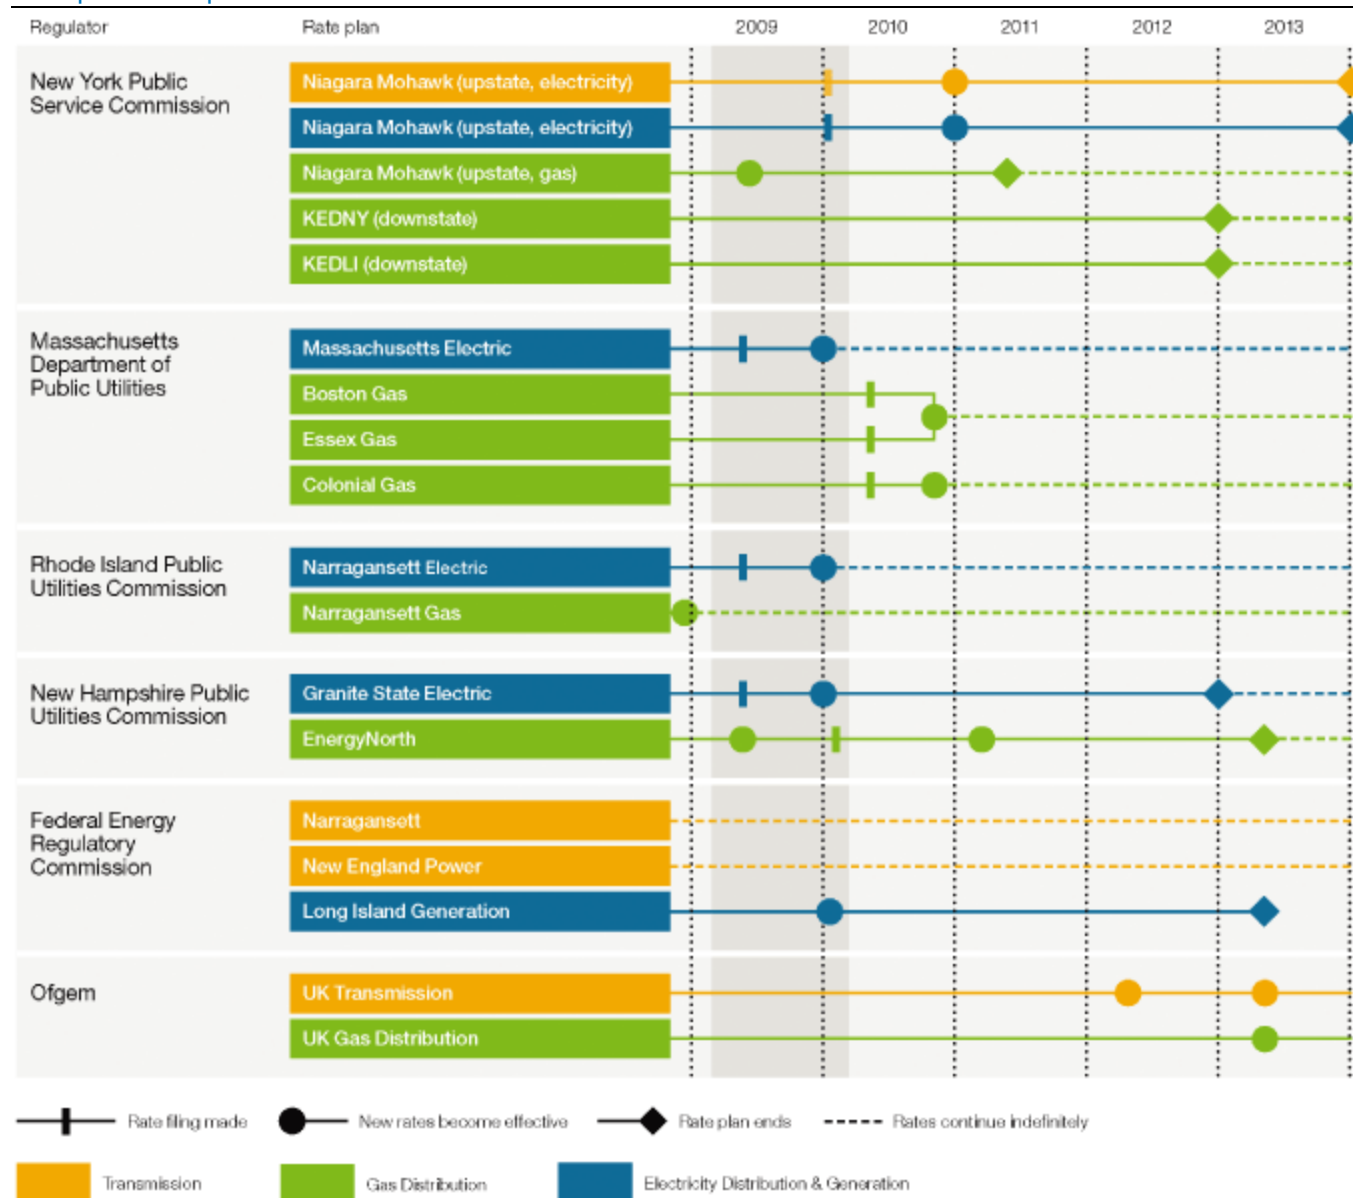 Regulator Rate plan 2009 2010 2011 2012 2013
New York Public
Service Commission
Niagara Mohawk (upstate, electricity)
Niagara Mohawk (upstate, electricity)
Niagara Mohawk (upstate, gas)
KEDNY (downstate)
KEDLI (downstate)
Massachusetts
Department of
Public Utilities
Massachusetts Electric
Boston Gas
Essex Gas
Colonial Gas
Rhode Island Public
Utilities Commission
Narragansett Electric
Narragansett Gas
New Hampshire Public
Utilities Commission
Granite State Electric
EnergyNorth
Federal Energy
Regulatory
Commission
Narragansett
New England Power
Long Island Generation
Ofgem
UK Transmission
UK Gas Distribution
Rate filing made New rates become effective Rate plan ends Rates continue indefinitely
Transmission Gas Distribution Electricity Distribution & Generation